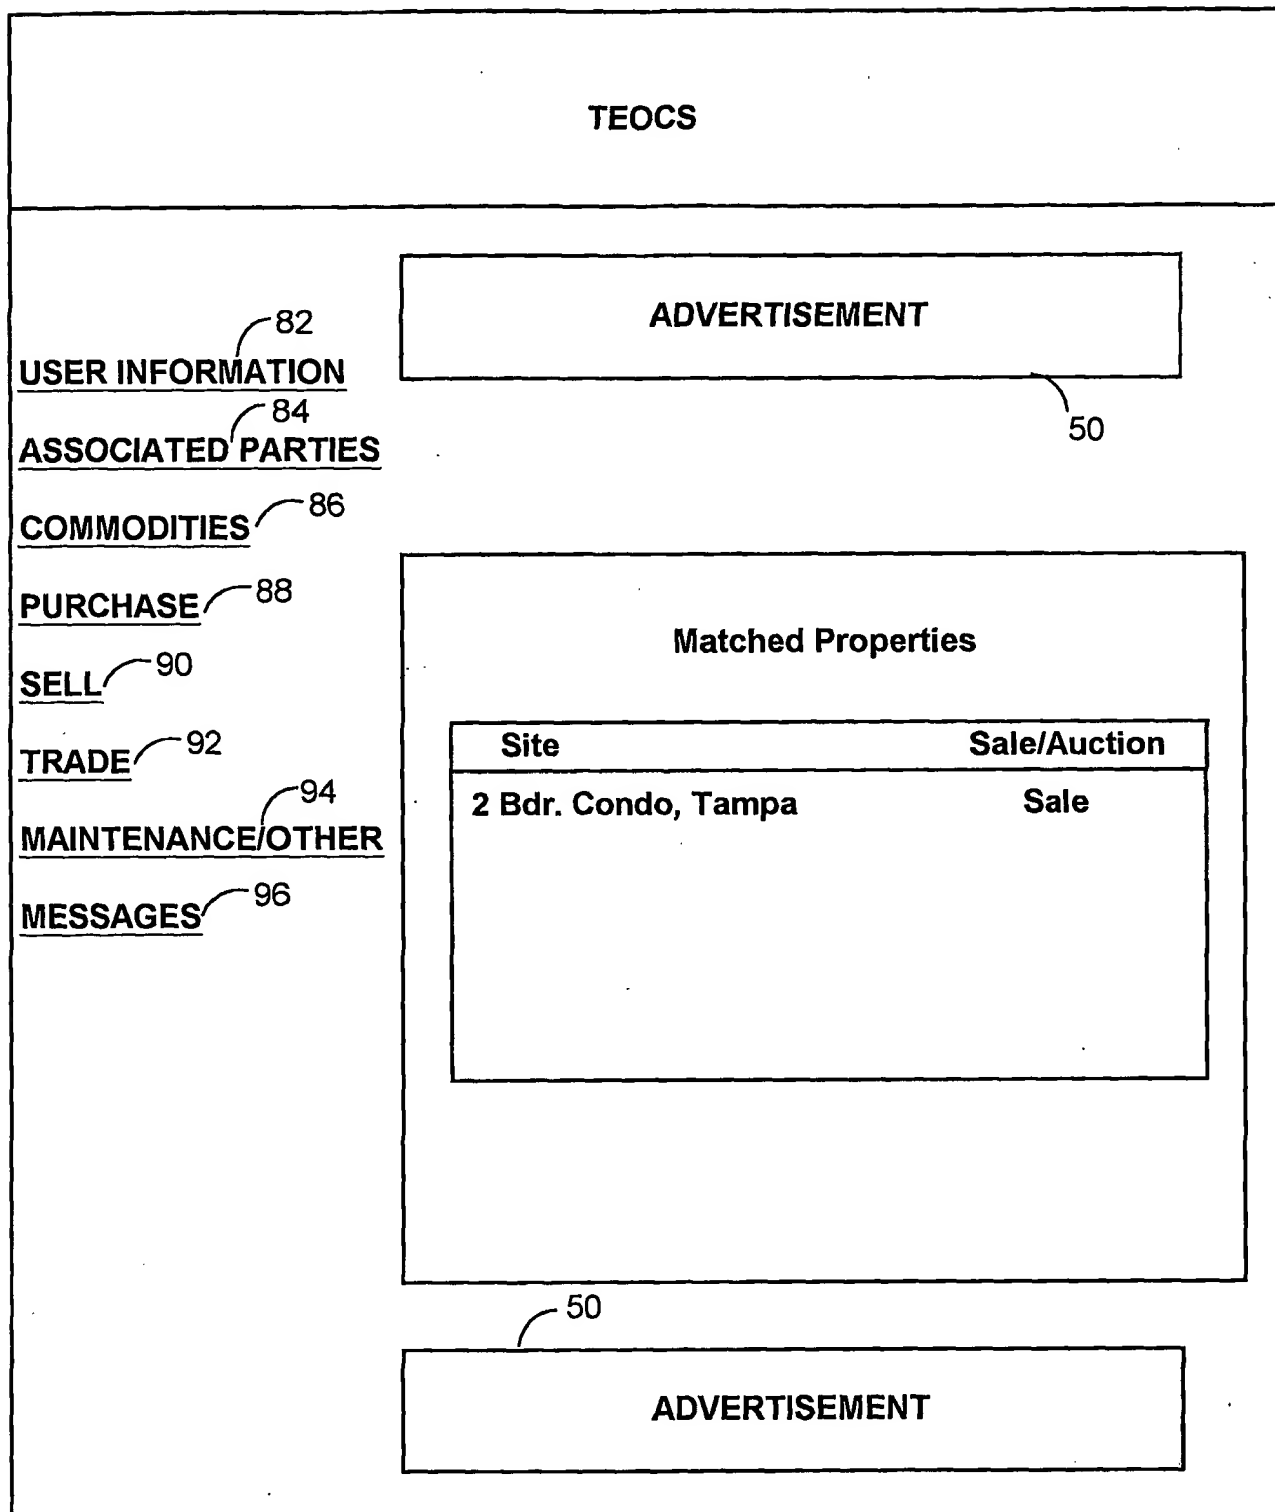 TEOCS
ADVERTISEMENT
50
82
USER INFORMATION
84
ASSOCIATED PARTIES
86
COMMODITIES
88
PURCHASE
90
SELL
92
TRADE
94
MAINTENANCE/OTHER
96
MESSAGES
Matched Properties
Site Sale/Auction
2 Bdr. Condo, Tampa Sale
50
ADVERTISEMENT